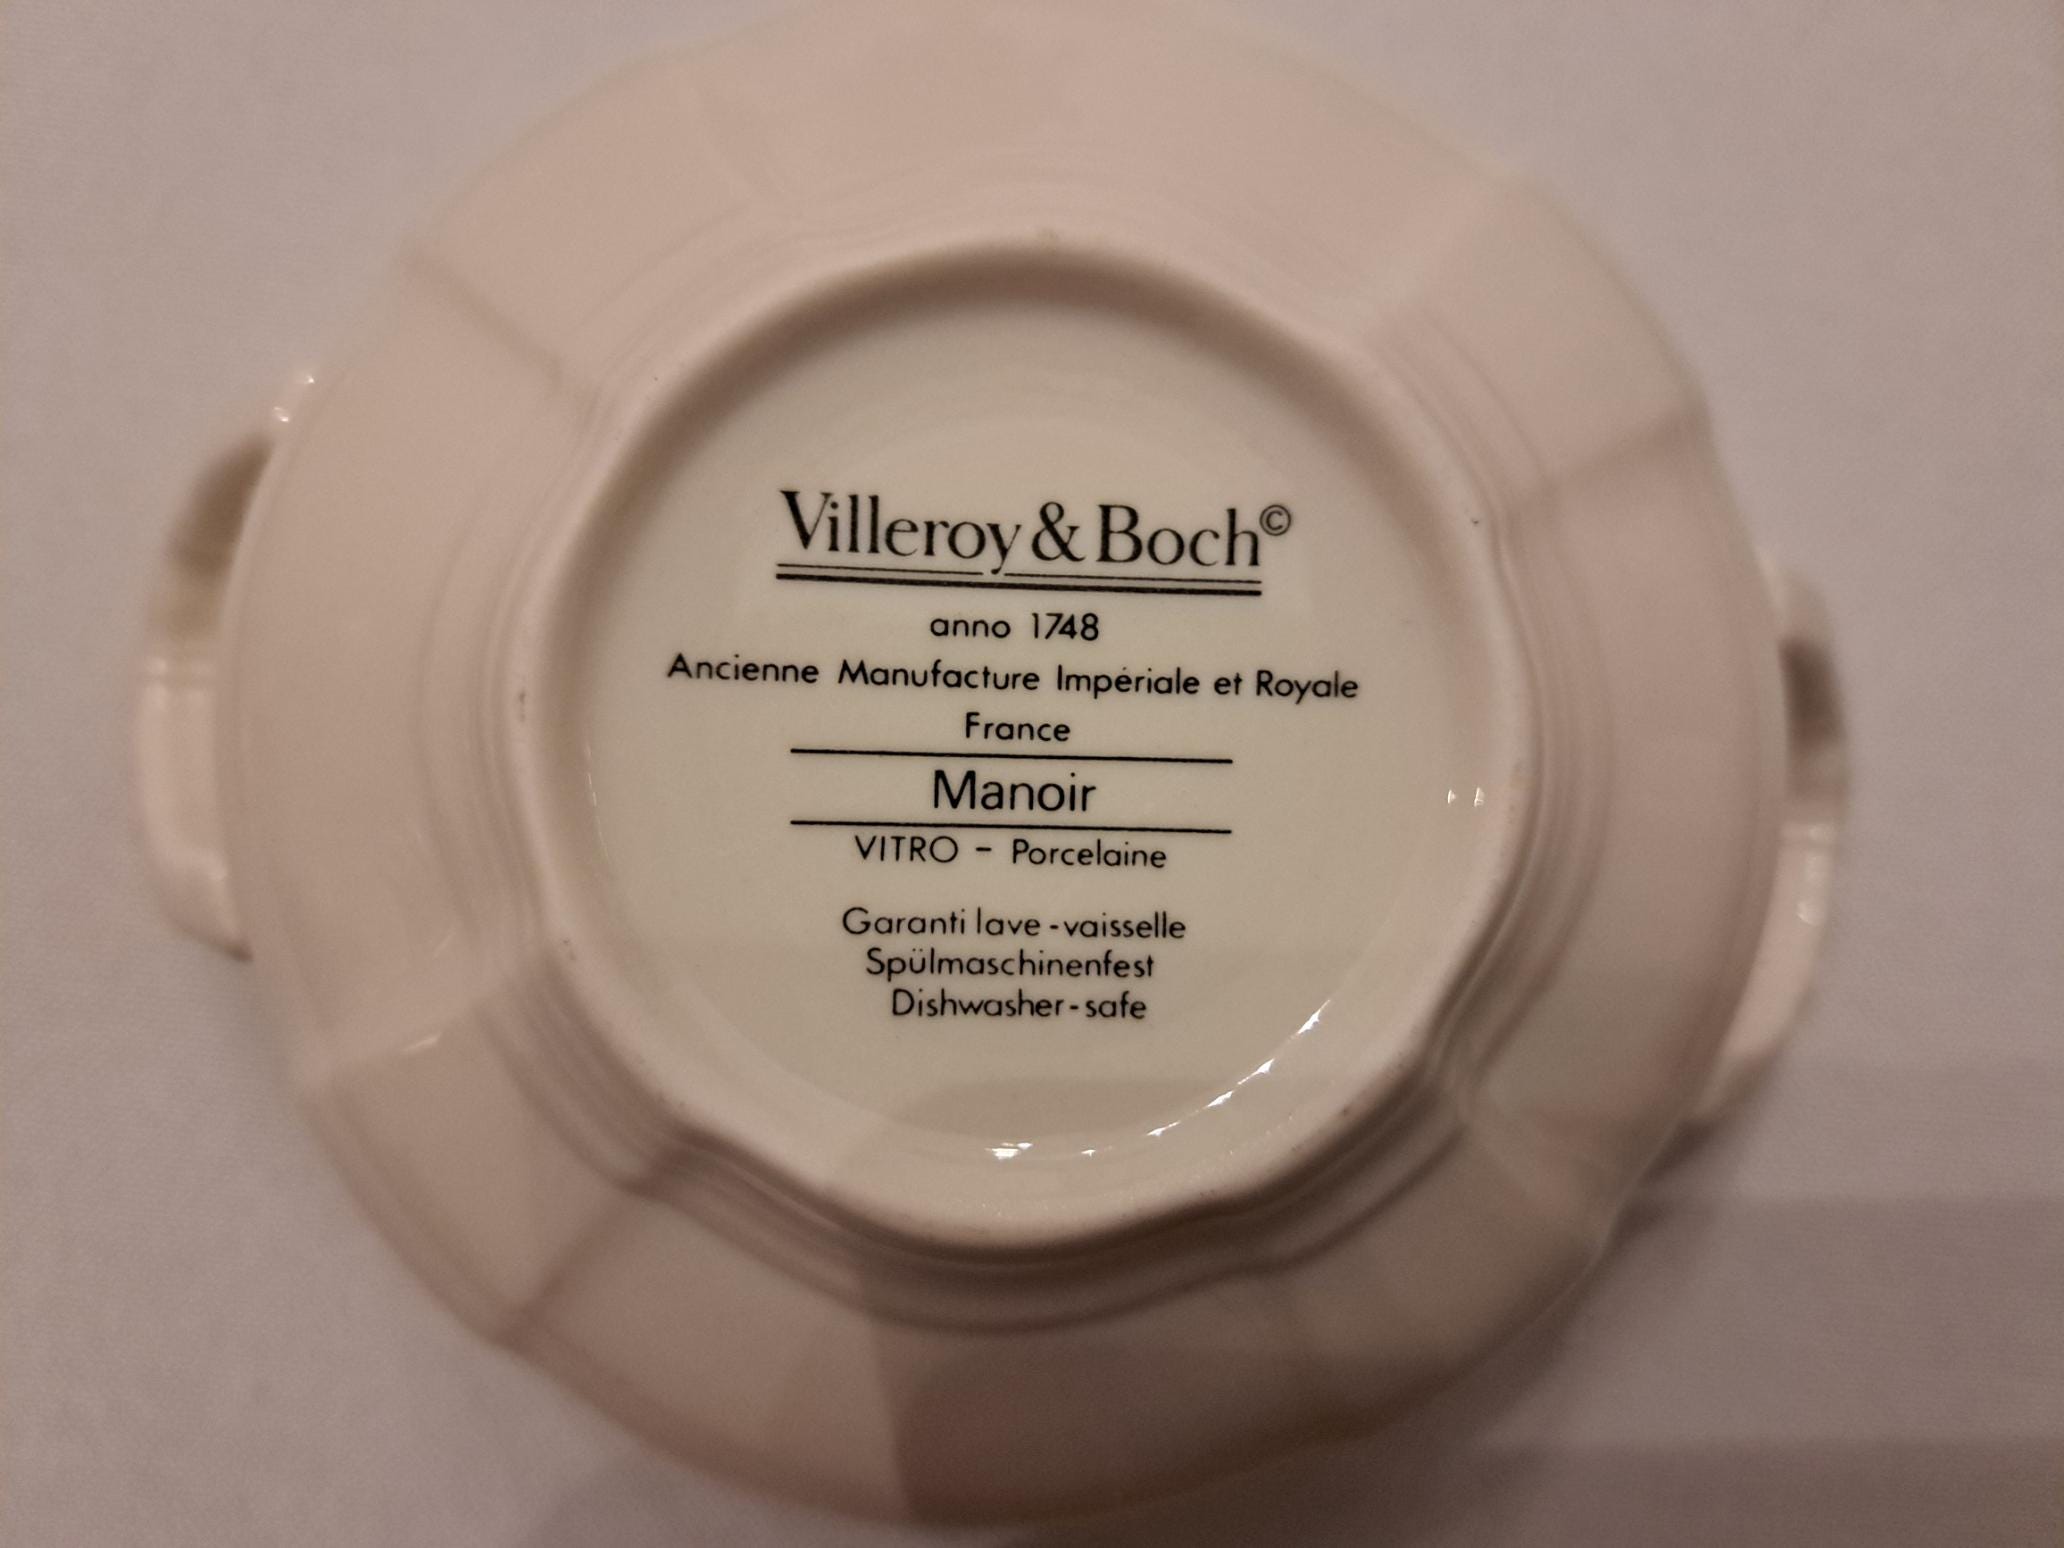 Villeroy & Boch©
anno 1748
Ancienne Manufacture Impériale et Royale
France
Manoir
VITRO - Porcelaine
Garanti lave-vaisselle
Spülmaschinenfest
Dishwasher-safe